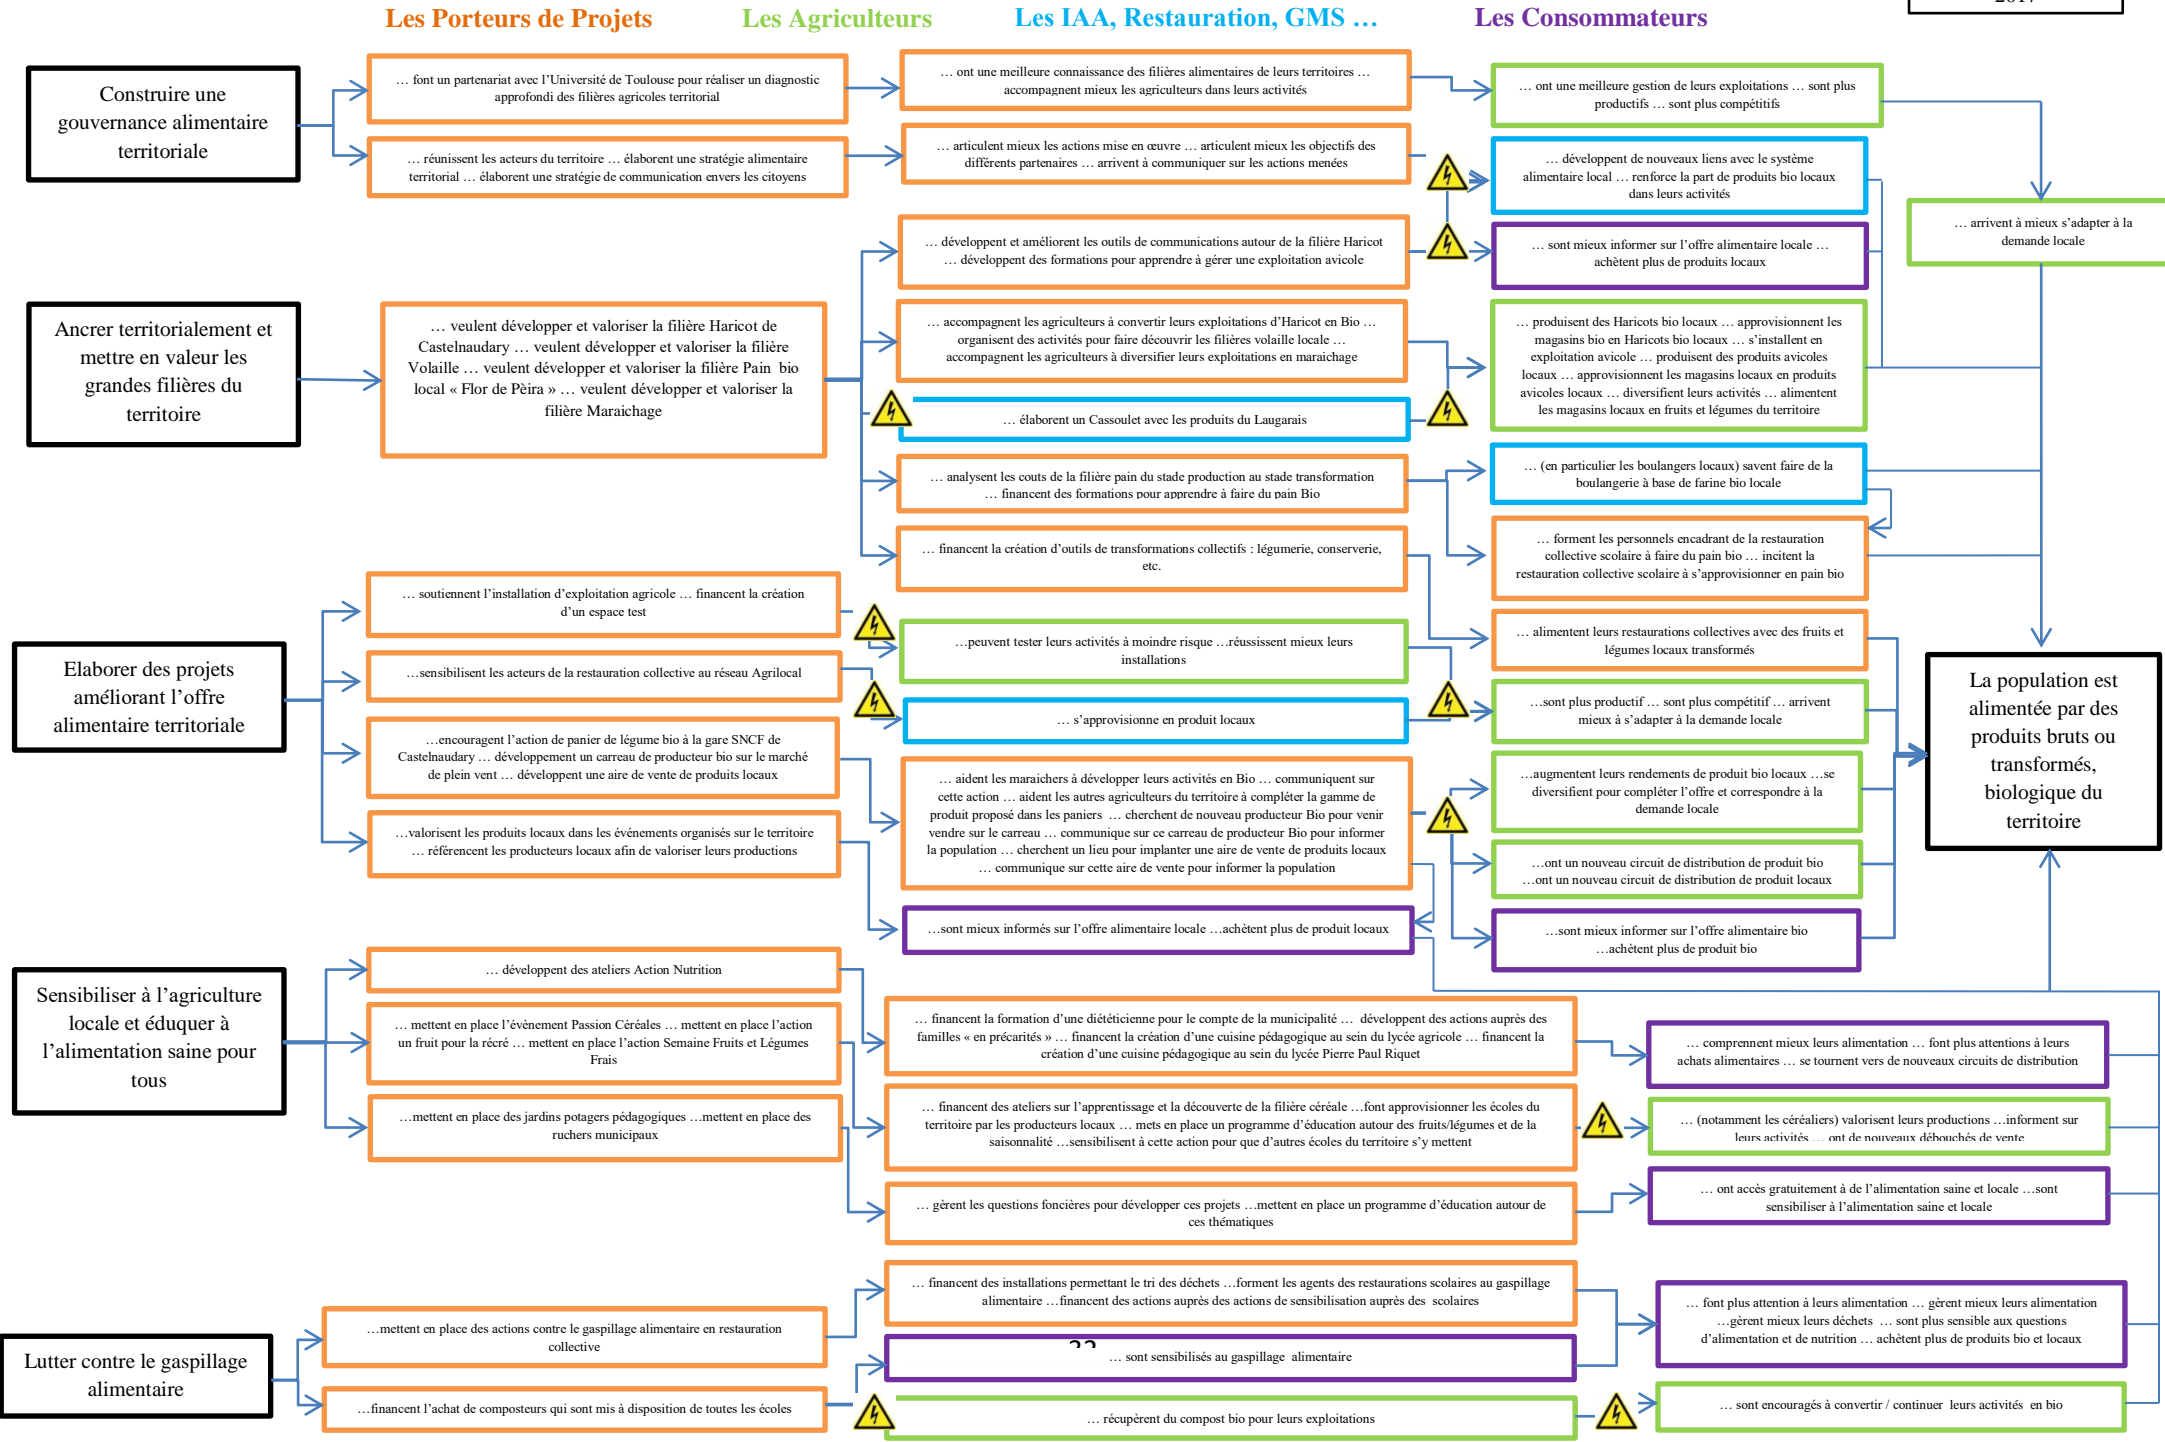 2017
Les Porteurs de Projets
Les Agriculteurs
Les IAA, Restauration, GMS …
Les Consommateurs
Construire une
gouvernance alimentaire
territoriale
… font un partenariat avec l’Université de Toulouse pour réaliser un diagnostic
approfondi des filières agricoles territorial
… réunissent les acteurs du territoire … élaborent une stratégie alimentaire
territorial … élaborent une stratégie de communication envers les citoyens
… ont une meilleure connaissance des filières alimentaires de leurs territoires …
accompagnent mieux les agriculteurs dans leurs activités
… articulent mieux les actions mise en œuvre … articulent mieux les objectifs des
différents partenaires … arrivent à communiquer sur les actions menées
… ont une meilleure gestion de leurs exploitations … sont plus
productifs … sont plus compétitifs
… développent de nouveaux liens avec le système
alimentaire local … renforce la part de produits bio locaux
dans leurs activités
… arrivent à mieux s’adapter à la
demande locale
Ancrer territorialement et
mettre en valeur les
grandes filières du
territoire
… veulent développer et valoriser la filière Haricot de
Castelnaudary … veulent développer et valoriser la filière
Volaille … veulent développer et valoriser la filière Pain bio
local « Flor de Pèira » … veulent développer et valoriser la
filière Maraichage
… développent et améliorent les outils de communications autour de la filière Haricot
… développent des formations pour apprendre à gérer une exploitation avicole
… accompagnent les agriculteurs à convertir leurs exploitations d’Haricot en Bio …
organisent des activités pour faire découvrir les filières volaille locale …
accompagnent les agriculteurs à diversifier leurs exploitations en maraichage
… élaborent un Cassoulet avec les produits du Laugarais
… analysent les couts de la filière pain du stade production au stade transformation
… financent des formations pour apprendre à faire du pain Bio
… financent la création d’outils de transformations collectifs : légumerie, conserverie,
etc.
… sont mieux informer sur l’offre alimentaire locale …
achètent plus de produits locaux
… produisent des Haricots bio locaux … approvisionnent les
magasins bio en Haricots bio locaux … s’installent en
exploitation avicole … produisent des produits avicoles
locaux … approvisionnent les magasins locaux en produits
avicoles locaux … diversifient leurs activités … alimentent
les magasins locaux en fruits et légumes du territoire
… (en particulier les boulangers locaux) savent faire de la
boulangerie à base de farine bio locale
… forment les personnels encadrant de la restauration
collective scolaire à faire du pain bio … incitent la
restauration collective scolaire à s’approvisionner en pain bio
… alimentent leurs restaurations collectives avec des fruits et
légumes locaux transformés
Elaborer des projets
améliorant l’offre
alimentaire territoriale
… soutiennent l’installation d’exploitation agricole … financent la création
d’un espace test
…sensibilisent les acteurs de la restauration collective au réseau Agrilocal
…encouragent l’action de panier de légume bio à la gare SNCF de
Castelnaudary … développement un carreau de producteur bio sur le marché
de plein vent … développent une aire de vente de produits locaux
…valorisent les produits locaux dans les événements organisés sur le territoire
… référencent les producteurs locaux afin de valoriser leurs productions
…peuvent tester leurs activités à moindre risque …réussissent mieux leurs
installations
… s’approvisionne en produit locaux
… aident les maraichers à développer leurs activités en Bio … communiquent sur
cette action … aident les autres agriculteurs du territoire à compléter la gamme de
produit proposé dans les paniers … cherchent de nouveau producteur Bio pour venir
vendre sur le carreau … communique sur ce carreau de producteur Bio pour informer
la population … cherchent un lieu pour implanter une aire de vente de produits locaux
… communique sur cette aire de vente pour informer la population
…sont mieux informés sur l’offre alimentaire locale …achètent plus de produit locaux
…sont plus productif … sont plus compétitif … arrivent
mieux à s’adapter à la demande locale
…augmentent leurs rendements de produit bio locaux …se
diversifient pour compléter l’offre et correspondre à la
demande locale
…ont un nouveau circuit de distribution de produit bio
…ont un nouveau circuit de distribution de produit locaux
…sont mieux informer sur l’offre alimentaire bio
…achètent plus de produit bio
La population est
alimentée par des
produits bruts ou
transformés,
biologique du
territoire
Sensibiliser à l’agriculture
locale et éduquer à
l’alimentation saine pour
tous
… développent des ateliers Action Nutrition
… mettent en place l’évènement Passion Céréales … mettent en place l’action
un fruit pour la récré … mettent en place l’action Semaine Fruits et Légumes
Frais
…mettent en place des jardins potagers pédagogiques …mettent en place des
ruchers municipaux
… financent la formation d’une diététicienne pour le compte de la municipalité … développent des actions auprès des
familles « en précarités » … financent la création d’une cuisine pédagogique au sein du lycée agricole … financent la
création d’une cuisine pédagogique au sein du lycée Pierre Paul Riquet
… financent des ateliers sur l’apprentissage et la découverte de la filière céréale …font approvisionner les écoles du
territoire par les producteurs locaux … mets en place un programme d’éducation autour des fruits/légumes et de la
saisonnalité …sensibilisent à cette action pour que d’autres écoles du territoire s’y mettent
… gèrent les questions foncières pour développer ces projets …mettent en place un programme d’éducation autour de
ces thématiques
… comprennent mieux leurs alimentation … font plus attentions à leurs
achats alimentaires … se tournent vers de nouveaux circuits de distribution
… (notamment les céréaliers) valorisent leurs productions …informent sur
leurs activités … ont de nouveaux débouchés de vente
… ont accès gratuitement à de l’alimentation saine et locale …sont
sensibiliser à l’alimentation saine et locale
Lutter contre le gaspillage
alimentaire
…mettent en place des actions contre le gaspillage alimentaire en restauration
collective
…financent l’achat de composteurs qui sont mis à disposition de toutes les écoles
… financent des installations permettant le tri des déchets …forment les agents des restaurations scolaires au gaspillage
alimentaire …financent des actions auprès des actions de sensibilisation auprès des scolaires
… sont sensibilisés au gaspillage alimentaire
… récupèrent du compost bio pour leurs exploitations
… font plus attention à leurs alimentation … gèrent mieux leurs alimentation
…gèrent mieux leurs déchets … sont plus sensible aux questions
d’alimentation et de nutrition … achètent plus de produits bio et locaux
… sont encouragés à convertir / continuer leurs activités en bio